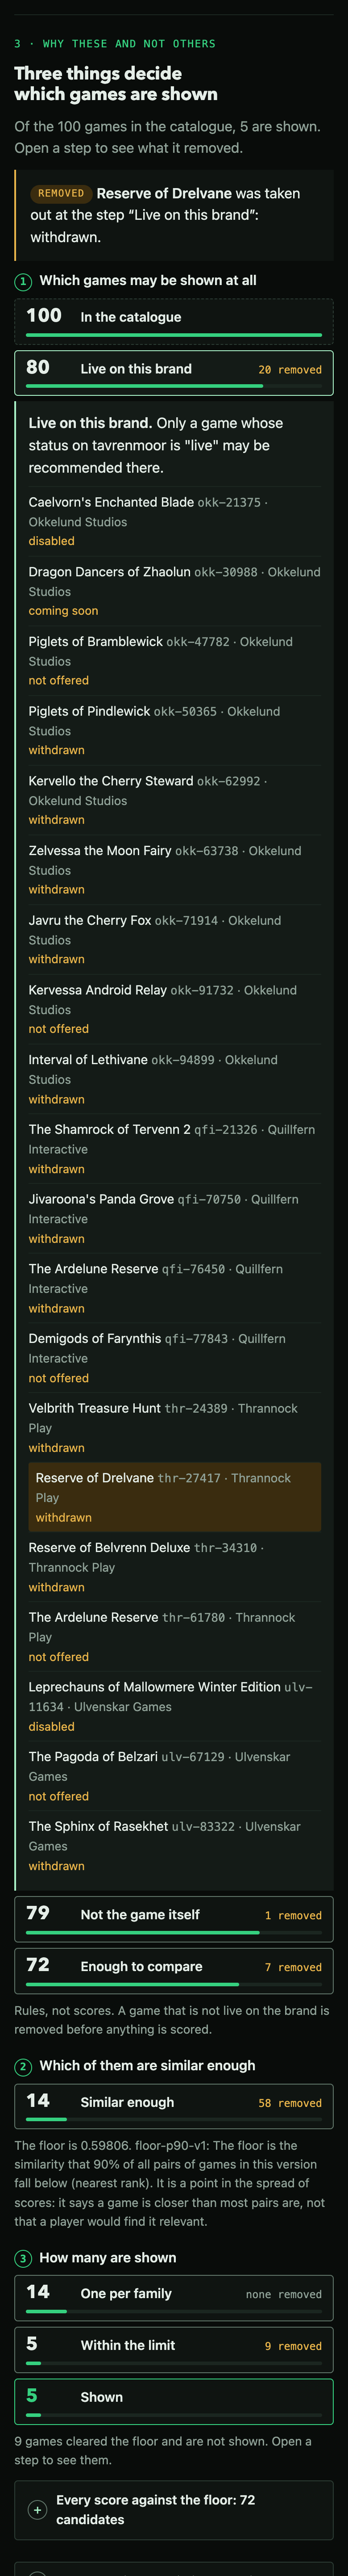 3 · WHY THESE AND NOT OTHERS
Three things decide
which games are shown
Of the 100 games in the catalogue, 5 are shown.
Open a step to see what it removed.
REMOVED Reserve of Drelvane was taken
out at the step “Live on this brand”:
withdrawn.
1 Which games may be shown at all
100 In the catalogue
80 Live on this brand 20 removed
Live on this brand. Only a game whose
status on tavrenmoor is "live" may be
recommended there.
Caelvorn's Enchanted Blade okk-21375 ·
Okkelund Studios
disabled
Dragon Dancers of Zhaolun okk-30988 · Okkelund
Studios
coming soon
Piglets of Bramblewick okk-47782 · Okkelund
Studios
not offered
Piglets of Pindlewick okk-50365 · Okkelund
Studios
withdrawn
Kervello the Cherry Steward okk-62992 ·
Okkelund Studios
withdrawn
Zelvessa the Moon Fairy okk-63738 · Okkelund
Studios
withdrawn
Javru the Cherry Fox okk-71914 · Okkelund
Studios
withdrawn
Kervessa Android Relay okk-91732 · Okkelund
Studios
not offered
Interval of Lethivane okk-94899 · Okkelund
Studios
withdrawn
The Shamrock of Tervenn 2 qfi-21326 · Quillfern
Interactive
withdrawn
Jivaroona's Panda Grove qfi-70750 · Quillfern
Interactive
withdrawn
The Ardelune Reserve qfi-76450 · Quillfern
Interactive
withdrawn
Demigods of Farynthis qfi-77843 · Quillfern
Interactive
not offered
Velbrith Treasure Hunt thr-24389 · Thrannock
Play
withdrawn
Reserve of Drelvane thr-27417 · Thrannock
Play
withdrawn
Reserve of Belvrenn Deluxe thr-34310 ·
Thrannock Play
withdrawn
The Ardelune Reserve thr-61780 · Thrannock
Play
not offered
Leprechauns of Mallowmere Winter Edition ulv-
11634 · Ulvenskar Games
disabled
The Pagoda of Belzari ulv-67129 · Ulvenskar
Games
not offered
The Sphinx of Rasekhet ulv-83322 · Ulvenskar
Games
withdrawn
79 Not the game itself 1 removed
72 Enough to compare 7 removed
Rules, not scores. A game that is not live on the brand is
removed before anything is scored.
2 Which of them are similar enough
14 Similar enough 58 removed
The floor is 0.59806. floor-p90-v1: The floor is the
similarity that 90% of all pairs of games in this version
fall below (nearest rank). It is a point in the spread of
scores: it says a game is closer than most pairs are, not
that a player would find it relevant.
3 How many are shown
14 One per family none removed
5 Within the limit 9 removed
5 Shown
9 games cleared the floor and are not shown. Open a
step to see them.
+ Every score against the floor: 72
candidates